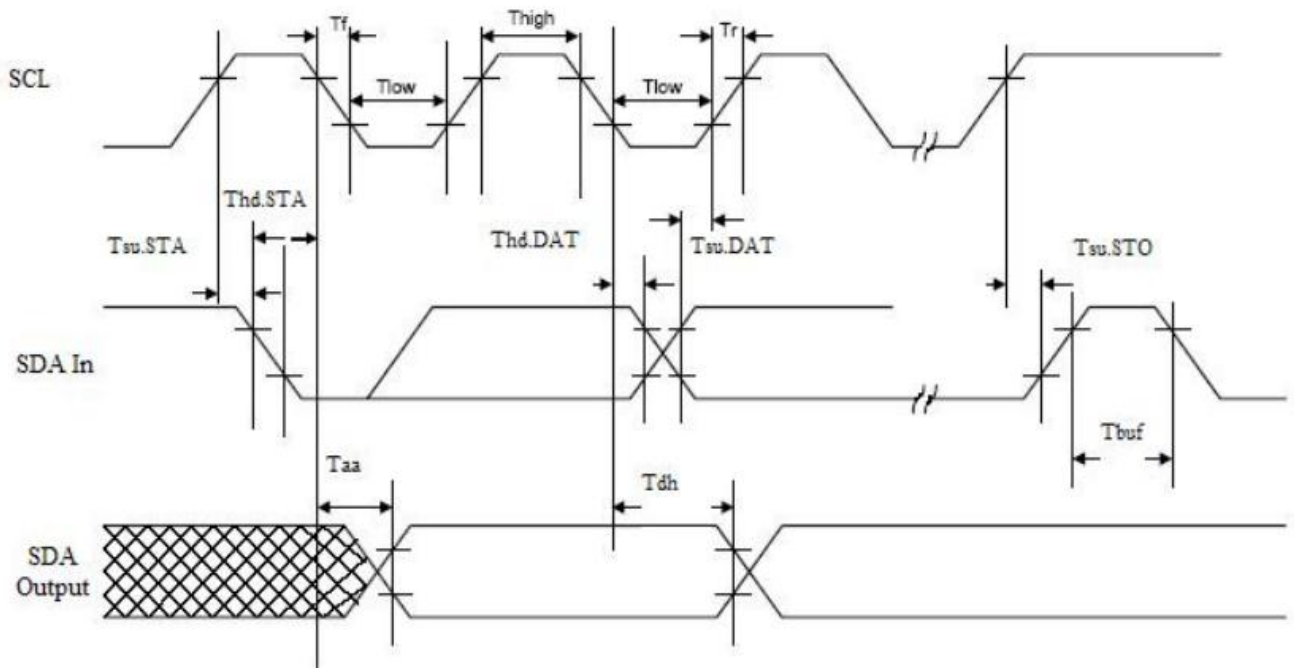 Tf
Thigh
Tr
SCL
Tlow
Tlow
Thd.STA
Tsu.STA
Thd.DAT
Tsu.DAT
Tsu.STO
SDA In
Tbuf
Taa
Tdh
SDA
Output